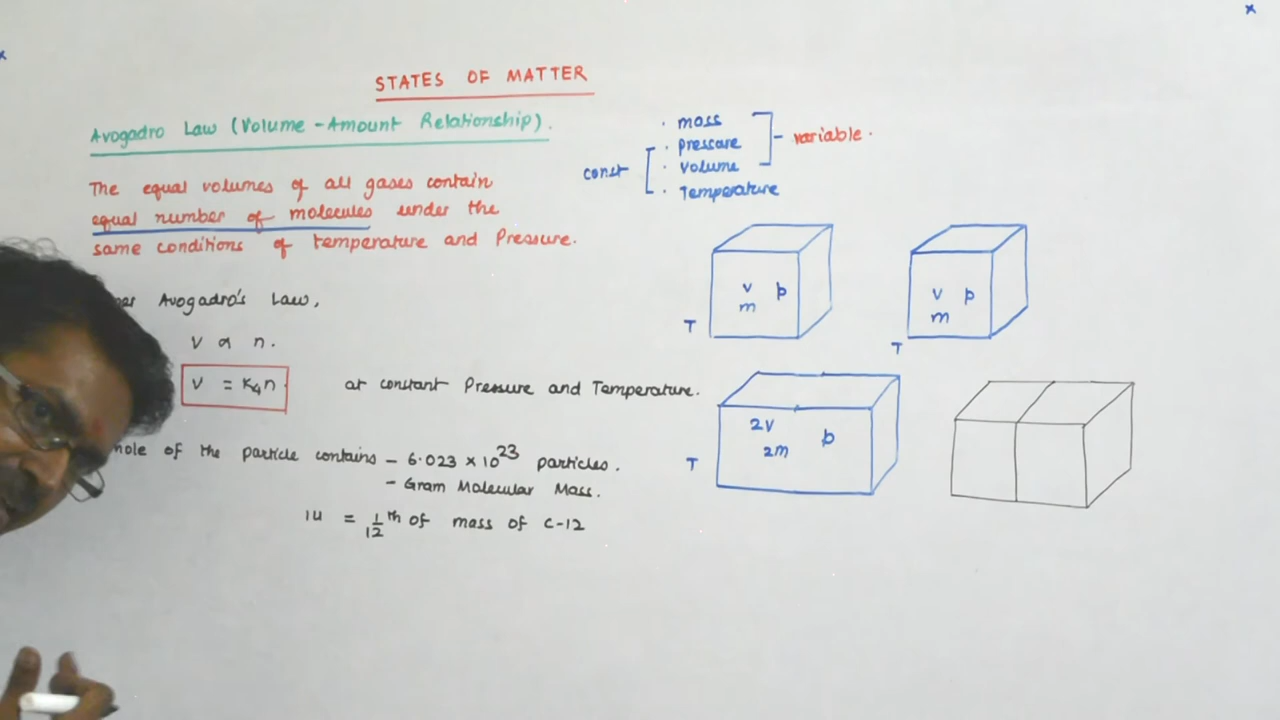 STATES OF MATTER
Avogadro Law (Volume - Amount Relationship).
The equal volumes of all gases contain
equal number of molecules under the
same conditions of temperature and Pressure.
Avogadro's Law,
V ∝ n.
V = K₄n.
at constant Pressure and Temperature.
of the particle contains - 6.023 × 10²³ particles.
- Gram Molecular Mass.
1u = 1/12 th of mass of C-12
· mass
· pressure
· volume
· Temperature
const
variable.
V P
m
T
V P
m
T
2V
2m P
T